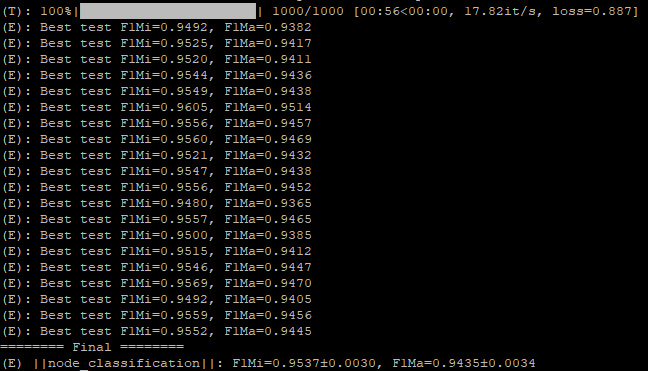 (T): 100%| | 1000/1000 [00:56<00:00, 17.82it/s, loss=0.887]
(E): Best test F1Mi=0.9492, F1Ma=0.9382
(E): Best test F1Mi=0.9525, F1Ma=0.9417
(E): Best test F1Mi=0.9520, F1Ma=0.9411
(E): Best test F1Mi=0.9544, F1Ma=0.9436
(E): Best test F1Mi=0.9549, F1Ma=0.9438
(E): Best test F1Mi=0.9605, F1Ma=0.9514
(E): Best test F1Mi=0.9556, F1Ma=0.9457
(E): Best test F1Mi=0.9560, F1Ma=0.9469
(E): Best test F1Mi=0.9521, F1Ma=0.9432
(E): Best test F1Mi=0.9547, F1Ma=0.9438
(E): Best test F1Mi=0.9556, F1Ma=0.9452
(E): Best test F1Mi=0.9480, F1Ma=0.9365
(E): Best test F1Mi=0.9557, F1Ma=0.9465
(E): Best test F1Mi=0.9500, F1Ma=0.9385
(E): Best test F1Mi=0.9515, F1Ma=0.9412
(E): Best test F1Mi=0.9546, F1Ma=0.9447
(E): Best test F1Mi=0.9569, F1Ma=0.9470
(E): Best test F1Mi=0.9492, F1Ma=0.9405
(E): Best test F1Mi=0.9559, F1Ma=0.9456
(E): Best test F1Mi=0.9552, F1Ma=0.9445
======== Final ========
(E) ||node_classification||: F1Mi=0.9537±0.0030, F1Ma=0.9435±0.0034